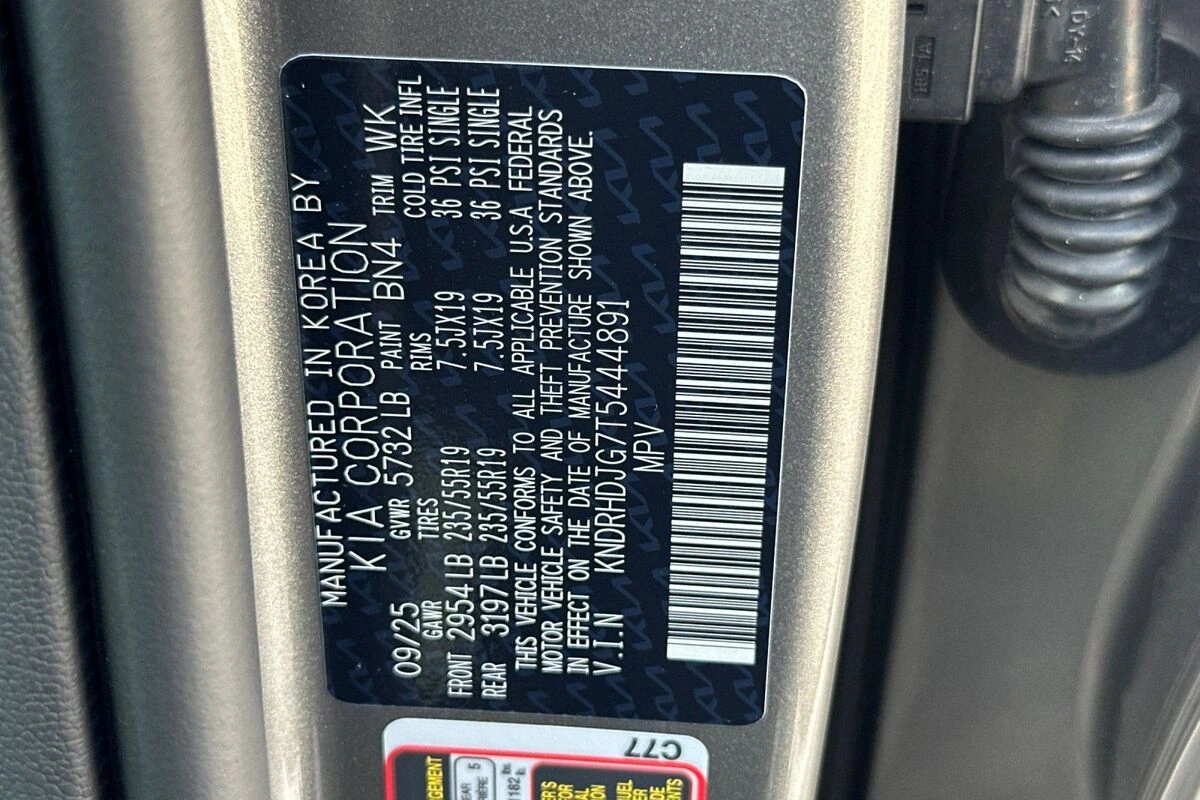 MANUFACTURED IN KOREA BY
KIA CORPORATION
09/25 GVWR 5732 LB PAINT BN4 TRIM WK
GAWR TIRES RIMS COLD TIRE INFL
FRONT 2954 LB 235/55R19 7.5JX19 36 PSI SINGLE
REAR 3197 LB 235/55R19 7.5JX19 36 PSI SINGLE
THIS VEHICLE CONFORMS TO ALL APPLICABLE U.S.A FEDERAL
MOTOR VEHICLE SAFETY AND THEFT PREVENTION STANDARDS
IN EFFECT ON THE DATE OF MANUFACTURE SHOWN ABOVE.
V.I.N KNDRHDJG7T5444891
MPV
C77
5
1182 lbs.